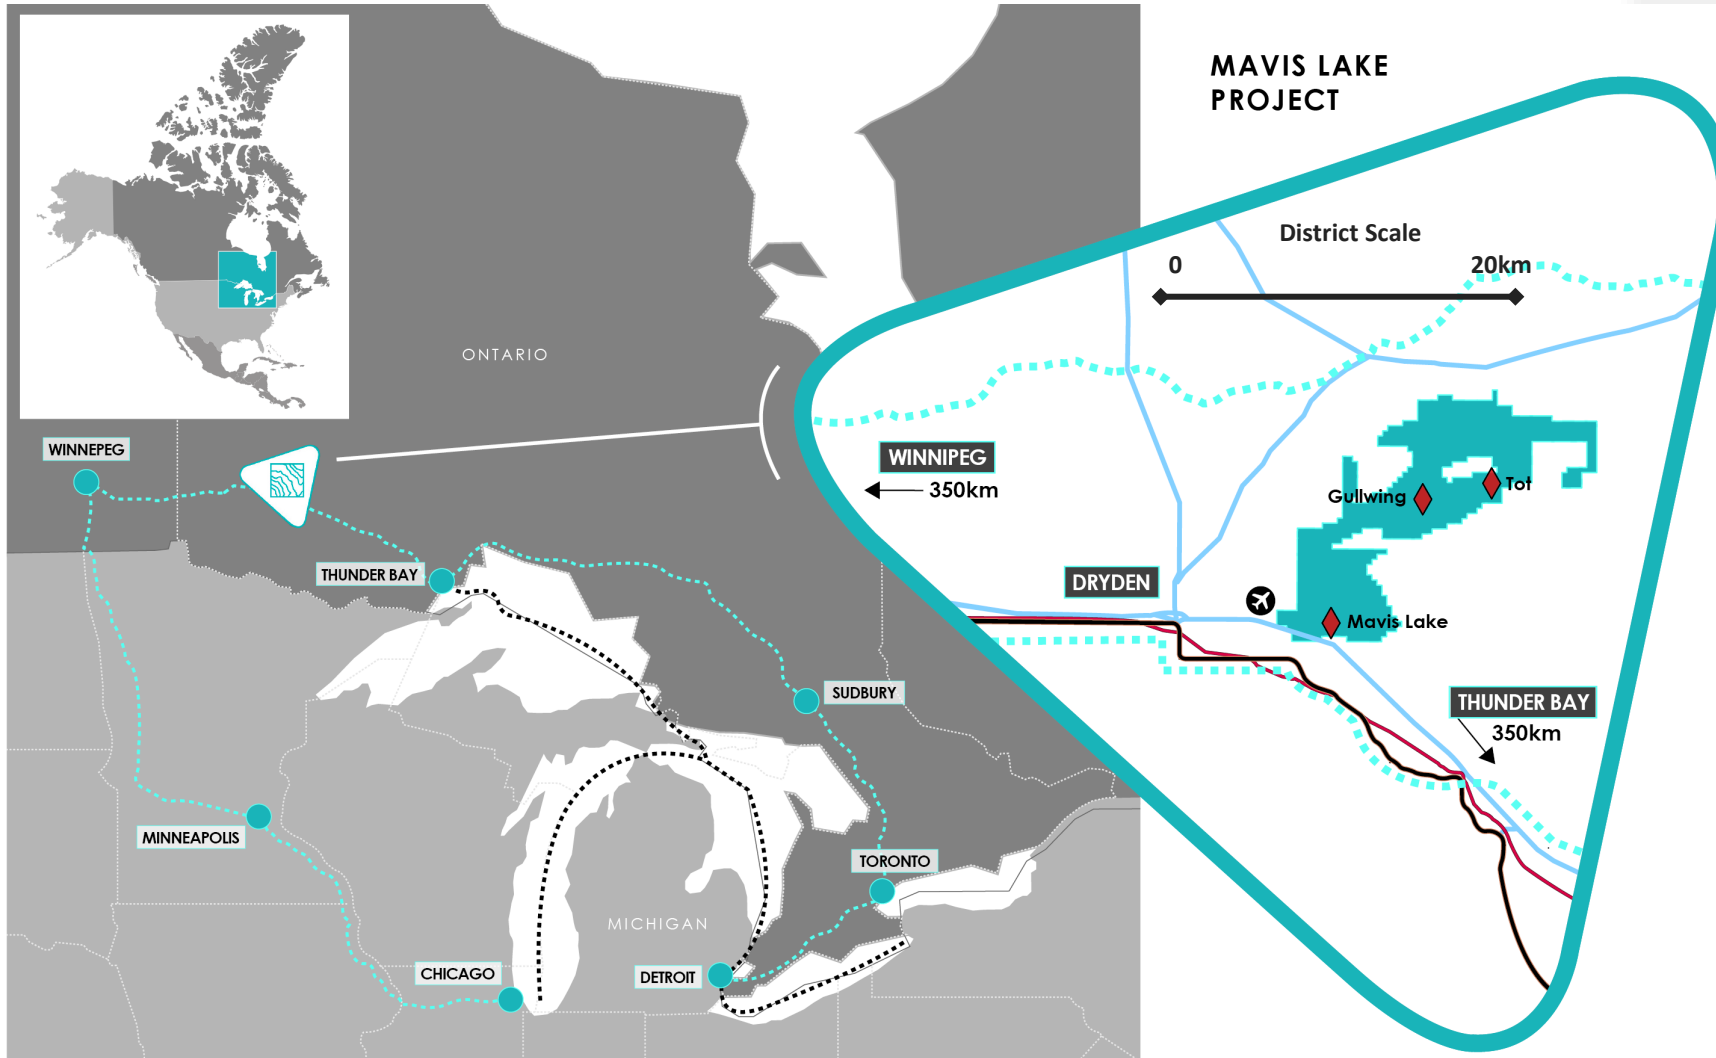 MAVIS LAKE
PROJECT
District Scale
0
20km
ONTARIO
WINNEPEG
WINNIPEG
350km
Gullwing
Tot
THUNDER BAY
DRYDEN
Mavis Lake
SUDBURY
THUNDER BAY
350km
MINNEAPOLIS
TORONTO
MICHIGAN
CHICAGO
DETROIT